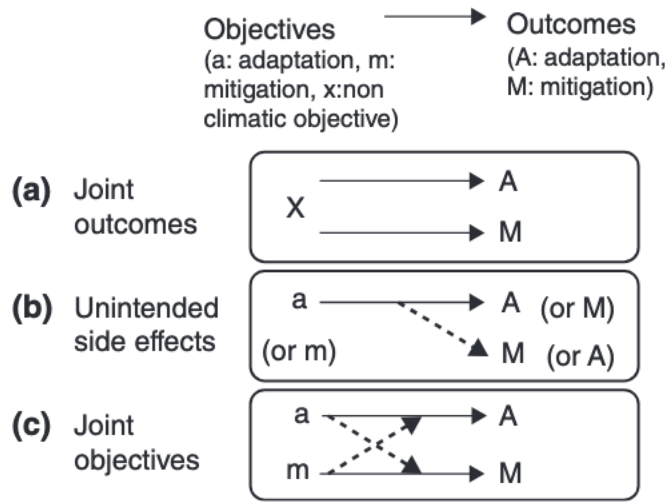 Objectives
(a: adaptation, m:
mitigation, x:non
climatic objective)
Outcomes
(A: adaptation,
M: mitigation)
(a) Joint
outcomes
X
A
M
(b) Unintended
side effects
a
(or m)
A (or M)
M (or A)
(c) Joint
objectives
a
m
A
M